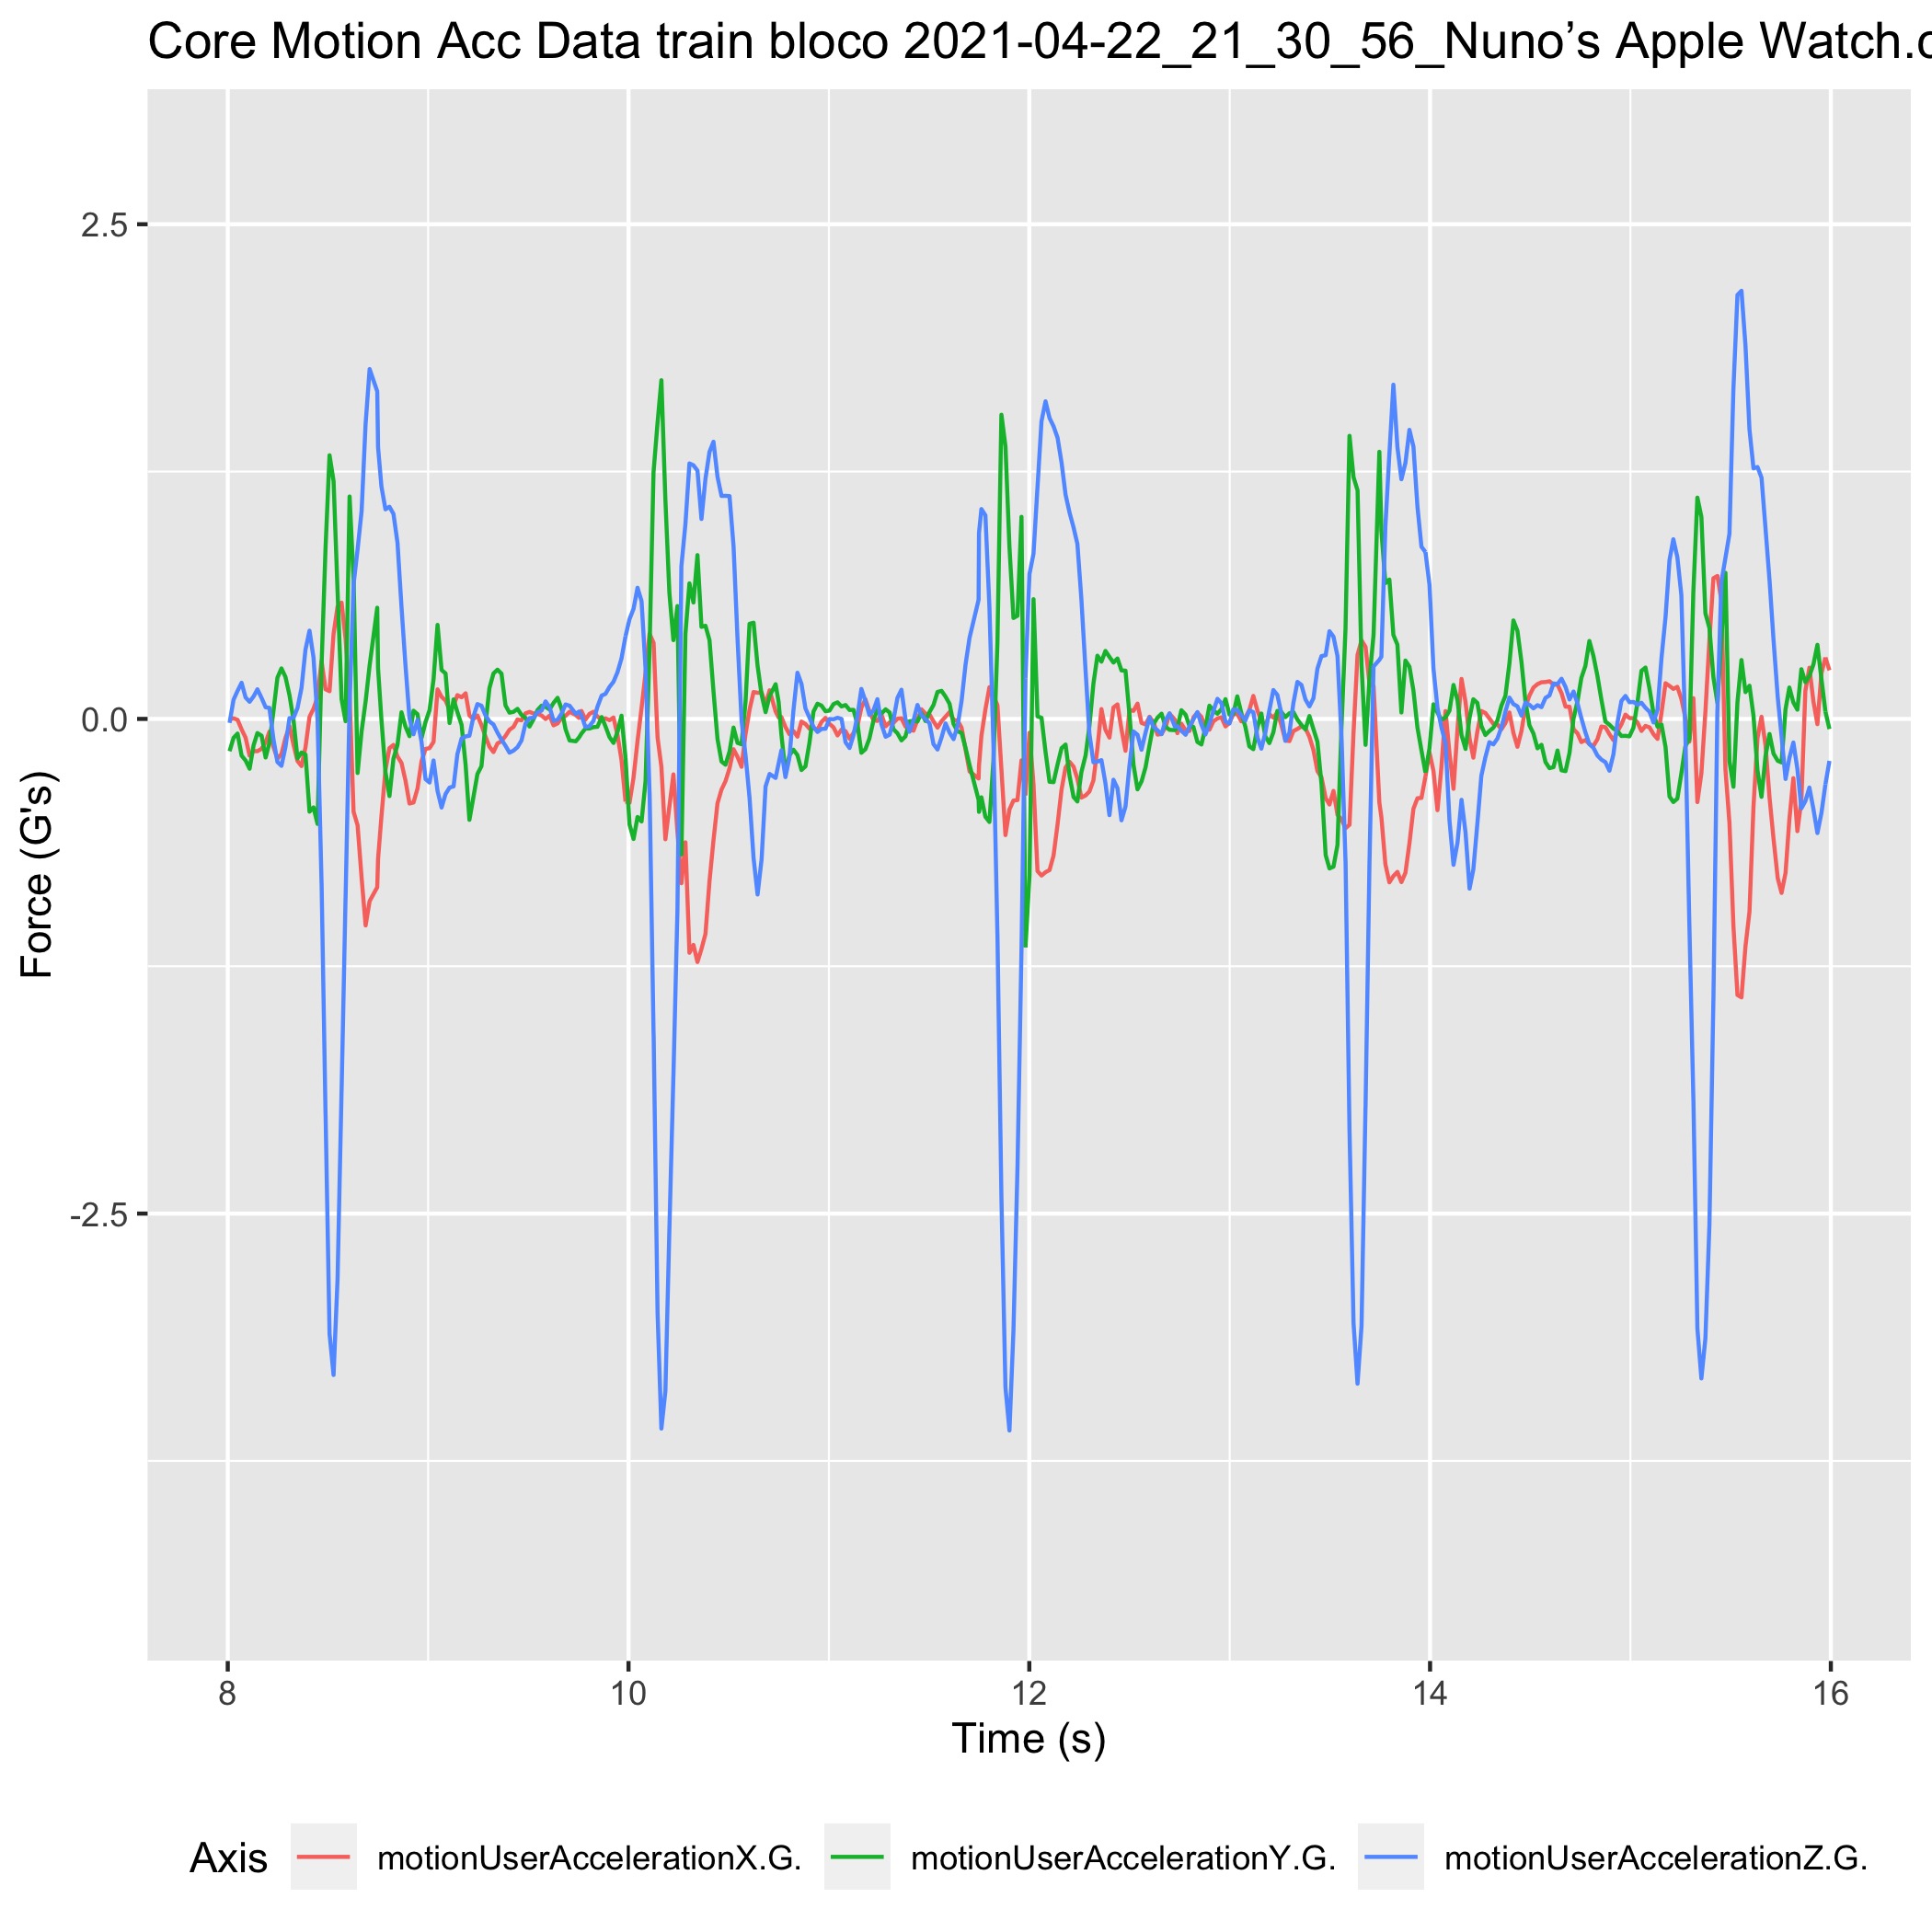 Core Motion Acc Data train bloco 2021-04-22_21_30_56_Nuno’s Apple Watch.c
2.5
0.0
-2.5
Force (G's)
8 10 12 14 16
Time (s)
Axis motionUserAccelerationX.G. motionUserAccelerationY.G. motionUserAccelerationZ.G.